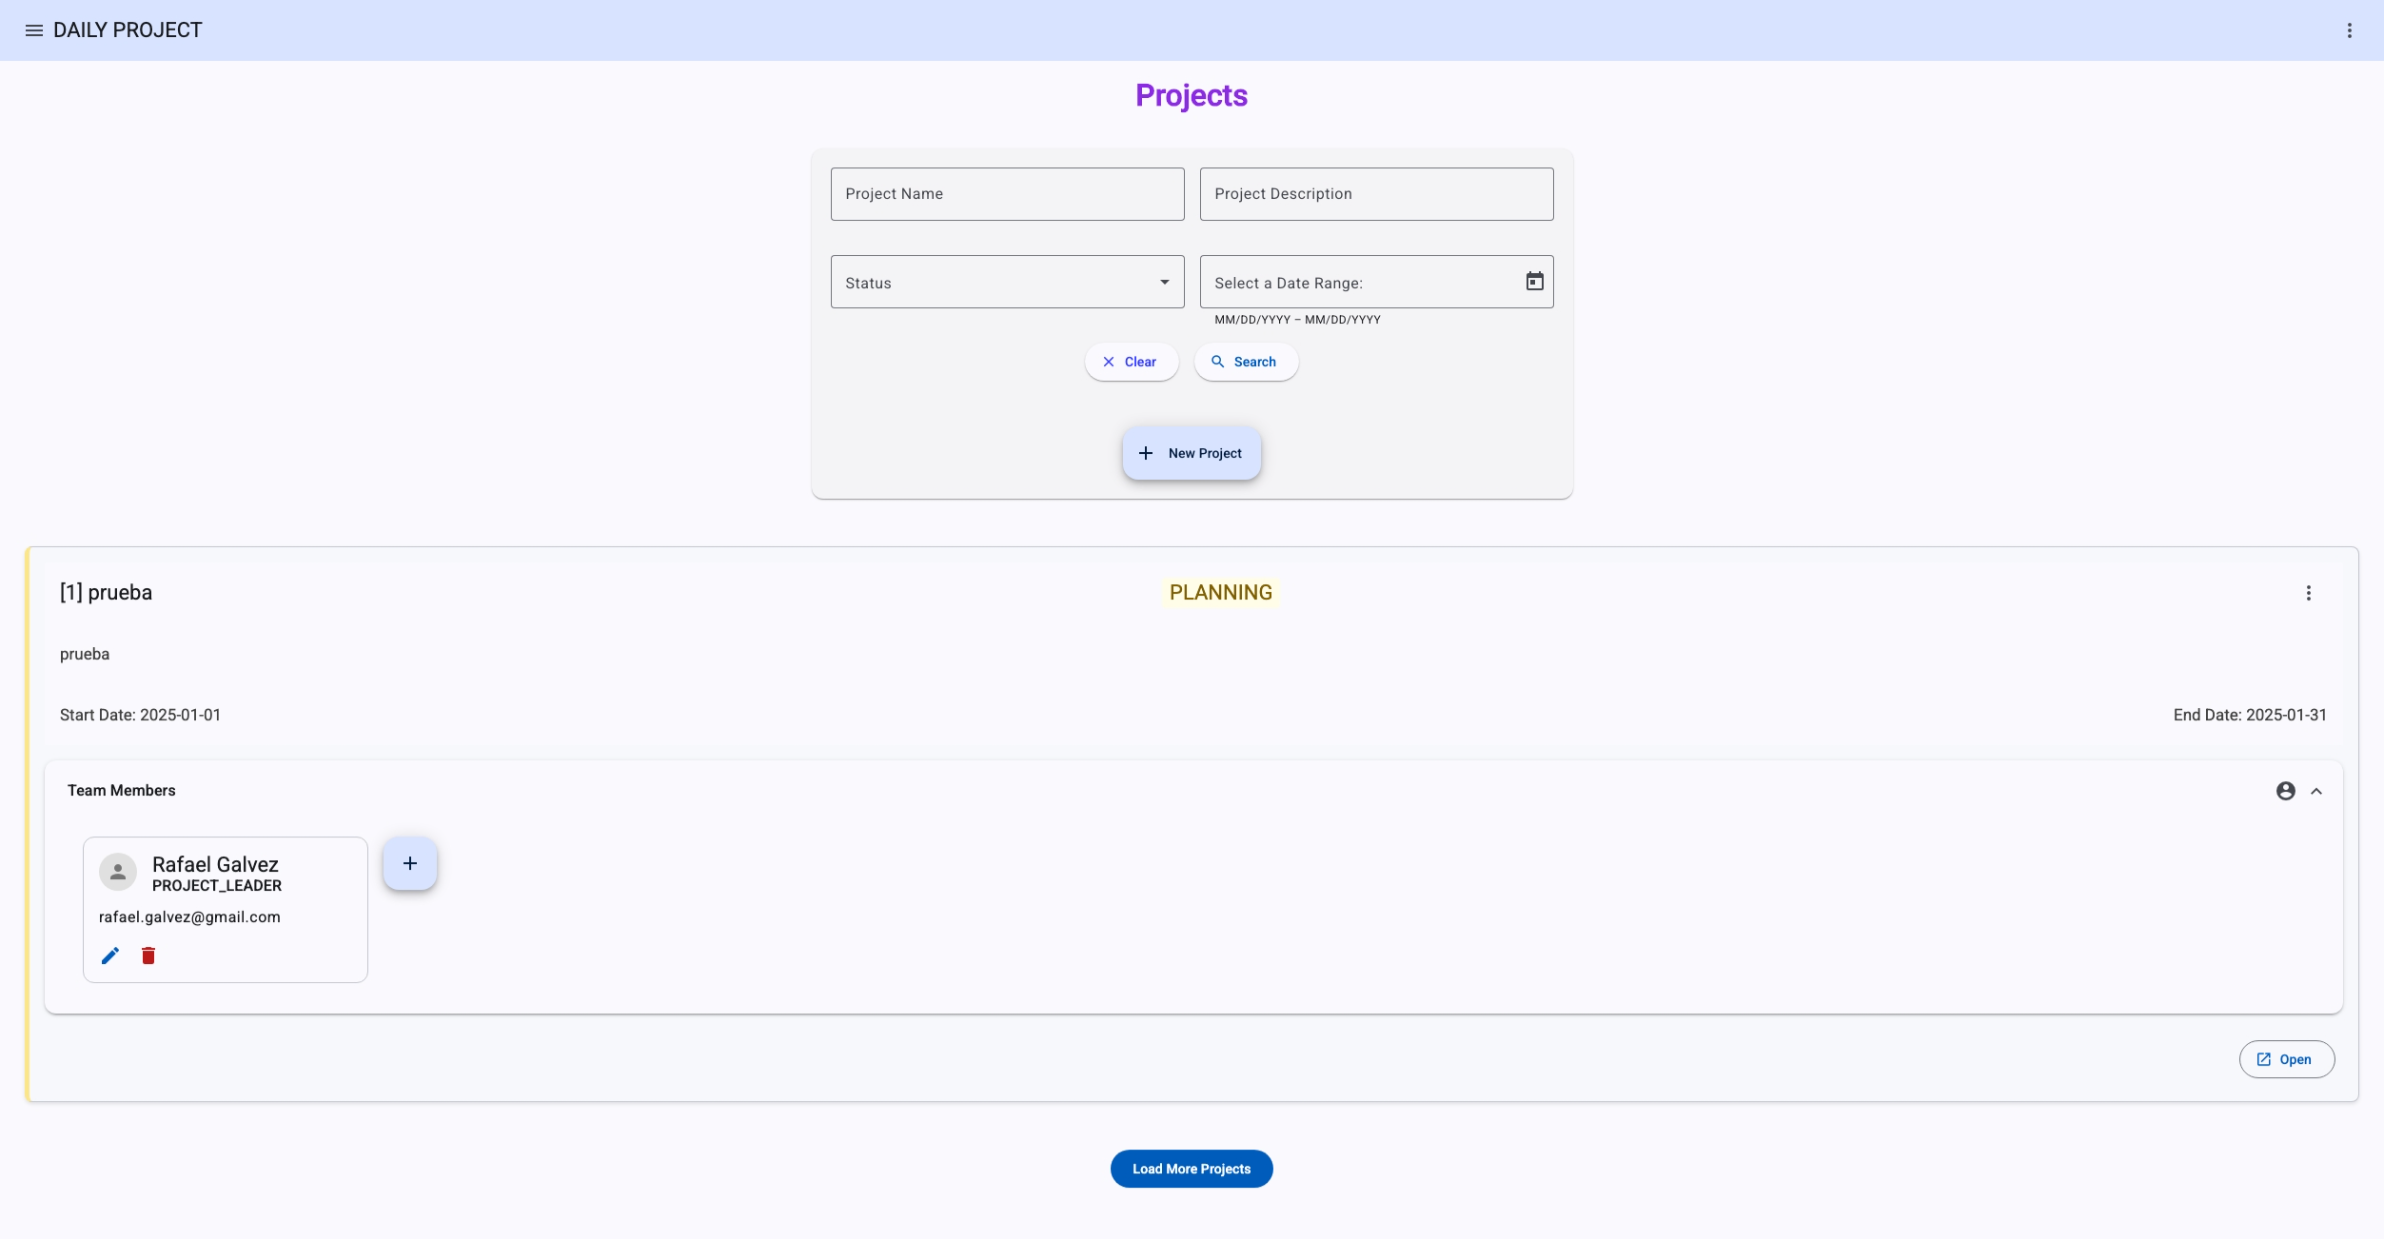 DAILY PROJECT
Projects
Project Name
Project Description
Status
Select a Date Range:
MM/DD/YYYY – MM/DD/YYYY
Clear
Search
New Project
[1] prueba
PLANNING
prueba
Start Date: 2025-01-01
End Date: 2025-01-31
Team Members
Rafael Galvez
PROJECT_LEADER
rafael.galvez@gmail.com
Open
Load More Projects